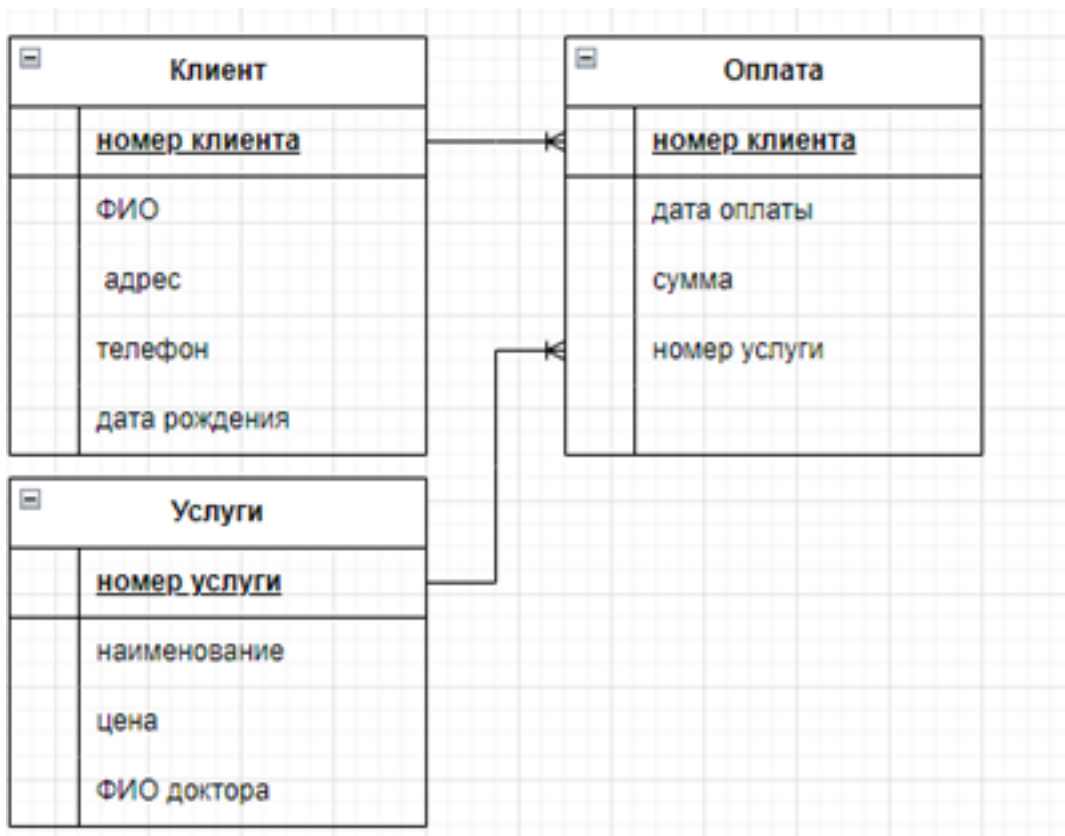 Клиент
номер клиента
ФИО
адрес
телефон
дата рождения
Оплата
номер клиента
дата оплаты
сумма
номер услуги
Услуги
номер услуги
наименование
цена
ФИО доктора